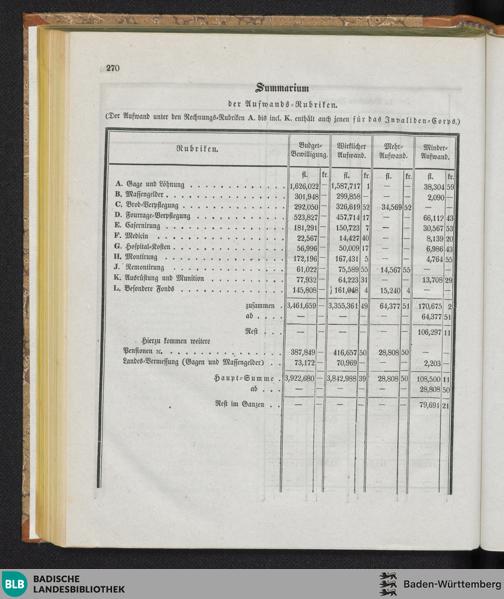 270
Summarium
der Aufwands-Rubriken.
(Der Aufwand unter den Rechnungs-Rubriken A. bis incl. K. enthält auch jenen für das Invaliden-Corps.)
Rubriken. Budget-Bewilligung. Wirklicher Aufwand. Mehr-Aufwand. Minder-Aufwand.
fl. kr. fl. kr. fl. kr. fl. kr.
A. Gage und Löhnung 1,626,022 — 1,587,717 1 — — 38,304 59
B. Massengelder 301,948 — 299,858 — — — 2,090 —
C. Brod-Verpflegung 292,050 — 326,619 52 34,569 52 — —
D. Fourrage-Verpflegung 523,827 — 457,714 17 — — 66,112 43
E. Casernirung 181,291 — 150,723 7 — — 30,567 53
F. Medicin 22,567 — 14,427 40 — — 8,139 20
G. Hospital-Kosten 56,996 — 50,009 17 — — 6,986 43
H. Montirung 172,196 — 167,431 5 — — 4,764 55
J. Remontirung 61,022 — 75,589 55 14,567 55 — —
K. Ausrüstung und Munition 77,932 — 64,223 31 — — 13,708 29
L. Besondere Fonds 145,808 — 161,048 4 15,240 4 — —
zusammen 3,461,659 — 3,355,361 49 64,377 51 170,675 2
ab — — — — — — 64,377 51
Rest — — — — — — 106,297 11
Hierzu kommen weitere
Pensionen ꝛc. 387,849 — 416,657 50 28,808 50 —
Landes-Vermessung (Gagen und Massengelder) 73,172 — 70,969 — — 2,203 —
Haupt-Summe 3,922,680 — 3,842,988 39 28,808 50 108,500 11
ab — — — — — — 28,808 50
Rest im Ganzen — — — — — — 79,691 21
BLB BADISCHE
LANDESBIBLIOTHEK
Baden-Württemberg